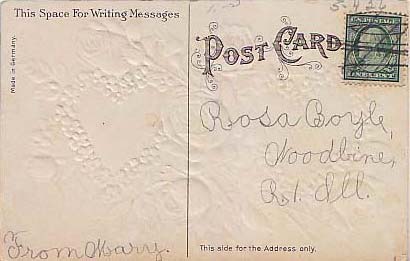 This Space For Writing Messages
POST CARD
U.S. POSTAGE
Made in Germany.
Rosa Boyle,
Woodbine,
R.1. Ill.
From Mary.
This side for the Address only.